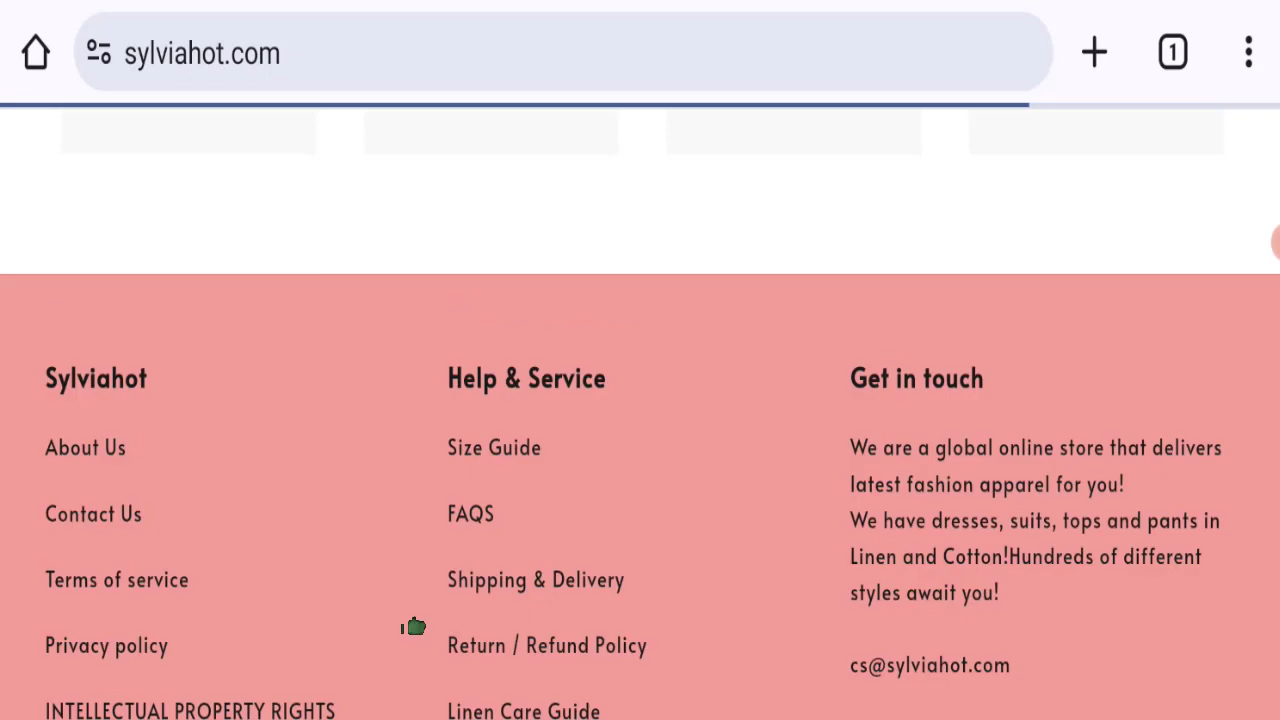 sylviahot.com
1
Sylviahot
About Us
Contact Us
Terms of service
Privacy policy
INTELLECTUAL PROPERTY RIGHTS
Help & Service
Size Guide
FAQS
Shipping & Delivery
Return / Refund Policy
Linen Care Guide
Get in touch
We are a global online store that delivers
latest fashion apparel for you!
We have dresses, suits, tops and pants in
Linen and Cotton!Hundreds of different
styles await you!
cs@sylviahot.com